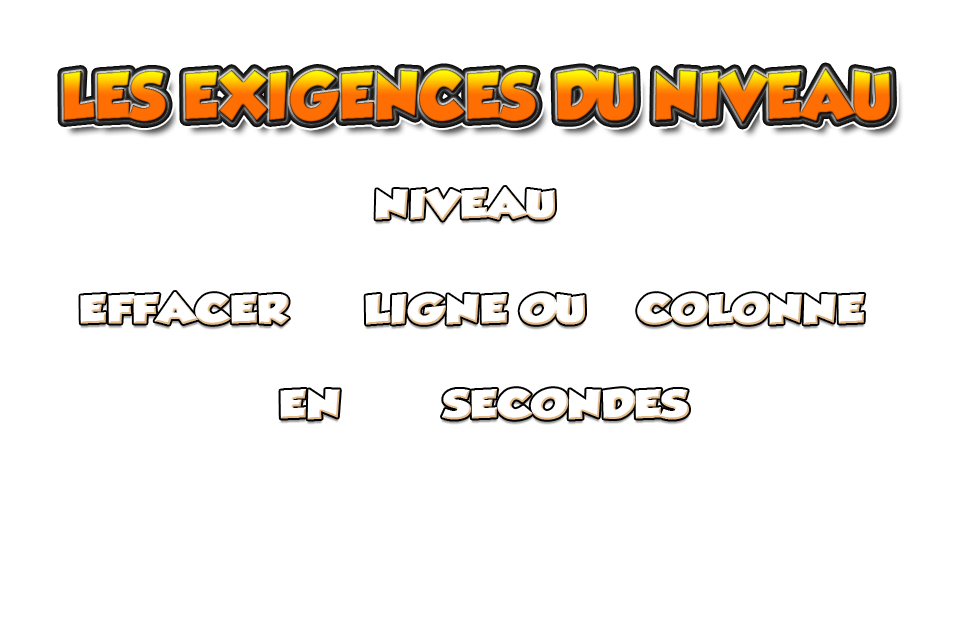 LES EXIGENCES DU NIVEAU
NIVEAU
EFFACER LIGNE OU COLONNE
EN SECONDES